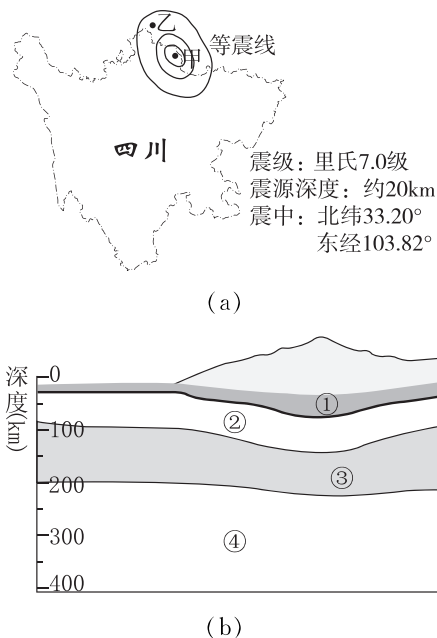 乙
等震线
甲
四川
震级：里氏7.0级
震源深度：约20km
震中：北纬33.20°
东经103.82°
(a)
深度(km)
0
100
200
300
400
①
②
③
④
(b)